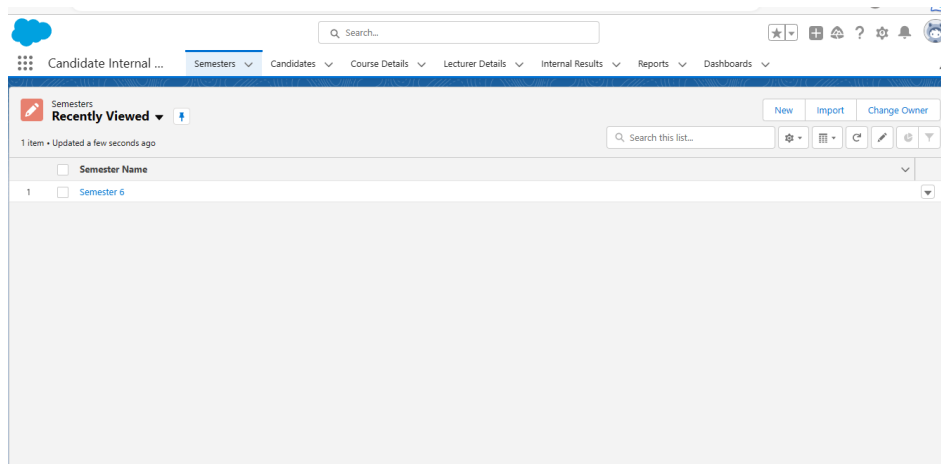 Search...
Candidate Internal ... Semesters Candidates Course Details Lecturer Details Internal Results Reports Dashboards
Semesters
Recently Viewed
New Import Change Owner
1 item • Updated a few seconds ago
Search this list...
Semester Name
1 Semester 6